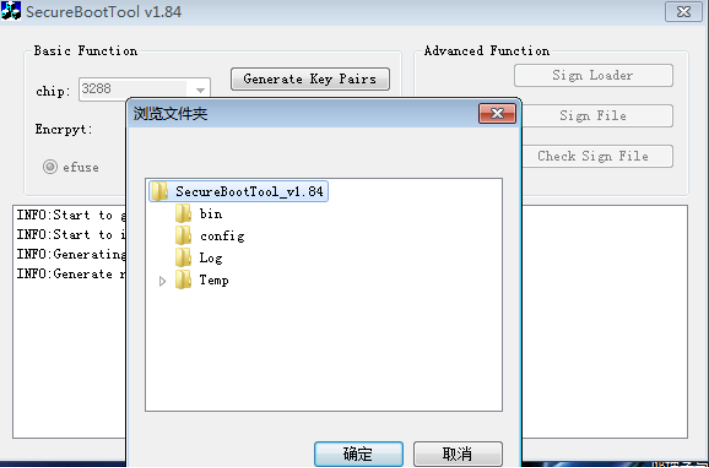 SecureBootTool v1.84
Basic Function
chip: 3288
Generate Key Pairs
Encrpyt:
efuse
Advanced Function
Sign Loader
Sign File
Check Sign File
浏览文件夹
SecureBootTool_v1.84
bin
config
Log
Temp
确定
取消
INFO:Start to
INFO:Start to
INFO:Generating
INFO:Generate